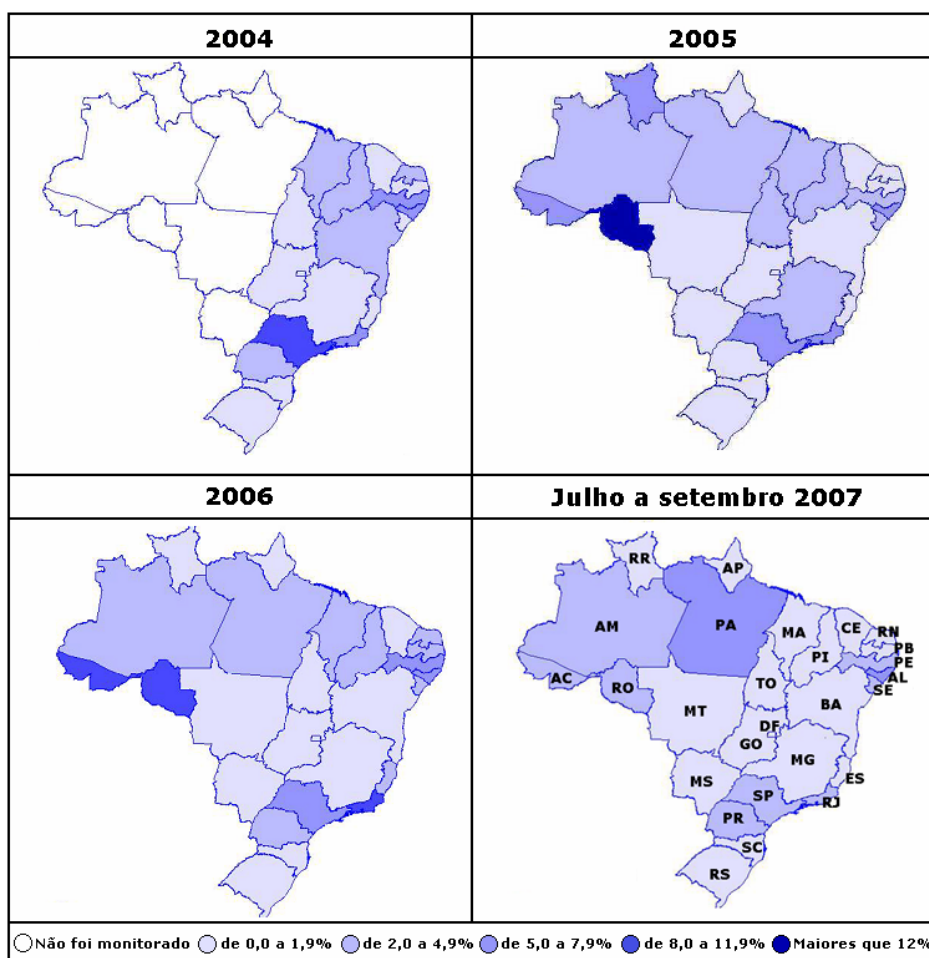 2004
2005
2006
Julho a setembro 2007
RR
AP
AM
PA
MA
CE
RN
PB
PE
PI
AL
SE
AC
RO
TO
BA
MT
DF
GO
MG
MS
ES
SP
RJ
PR
SC
RS
Não foi monitorado de 0,0 a 1,9% de 2,0 a 4,9% de 5,0 a 7,9% de 8,0 a 11,9% Maiores que 12%